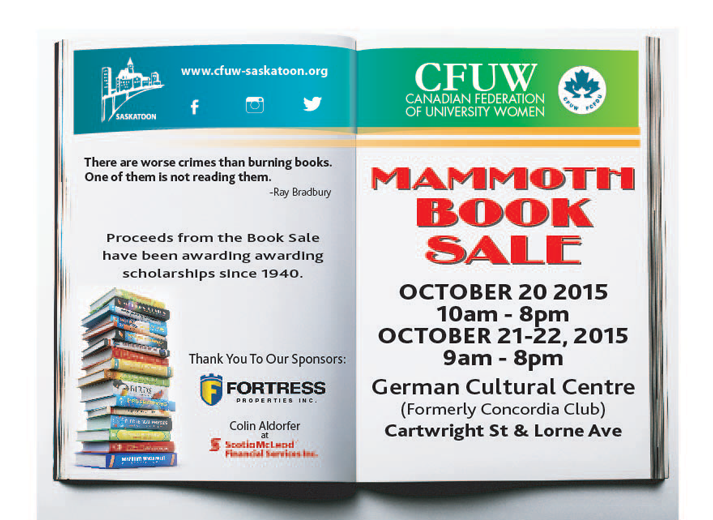 www.cfuw-saskatoon.org
SASKATOON
There are worse crimes than burning books.
One of them is not reading them.
-Ray Bradbury
Proceeds from the Book Sale
have been awarding awarding
scholarships since 1940.
Thank You To Our Sponsors:
FORTRESS
PROPERTIES INC.
Colin Aldorfer
at
ScotiaMcLeod
Financial Services Inc.
CFUW
CANADIAN FEDERATION
OF UNIVERSITY WOMEN
CFUW FCFDU
MAMMOTH
BOOK
SALE
OCTOBER 20 2015
10am - 8pm
OCTOBER 21-22, 2015
9am - 8pm
German Cultural Centre
(Formerly Concordia Club)
Cartwright St & Lorne Ave